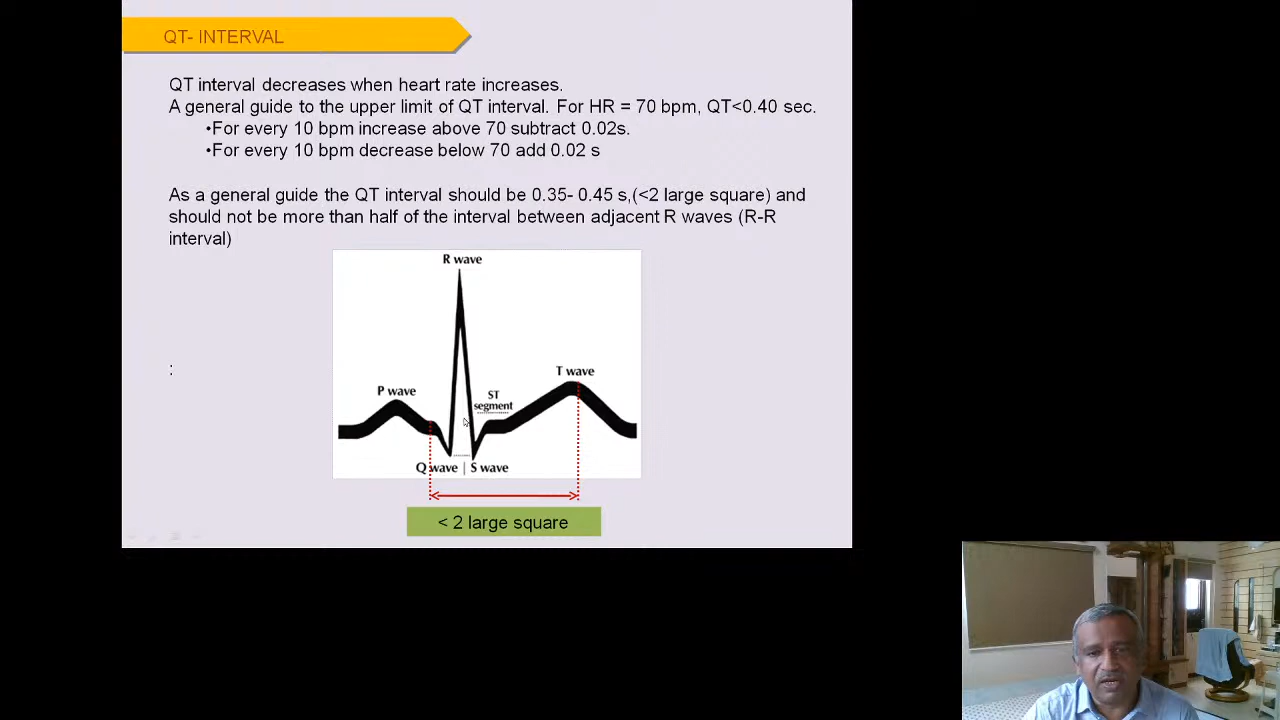 QT- INTERVAL
QT interval decreases when heart rate increases.
A general guide to the upper limit of QT interval. For HR = 70 bpm, QT<0.40 sec.
•For every 10 bpm increase above 70 subtract 0.02s.
•For every 10 bpm decrease below 70 add 0.02 s
As a general guide the QT interval should be 0.35- 0.45 s,(<2 large square) and
should not be more than half of the interval between adjacent R waves (R-R
interval)
R wave
T wave
P wave
ST
segment
:
Q wave | S wave
< 2 large square